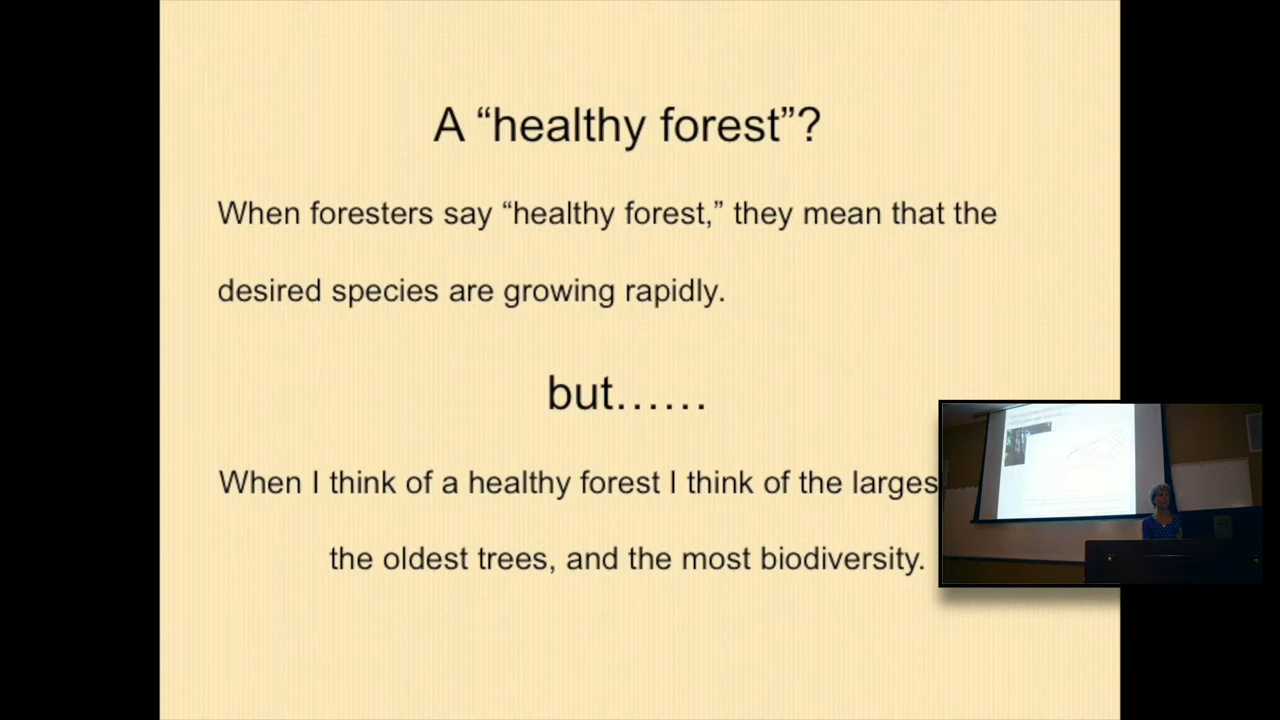 A “healthy forest”?
When foresters say “healthy forest,” they mean that the
desired species are growing rapidly.
but……
When I think of a healthy forest I think of the
the oldest trees, and the most biodiversity.